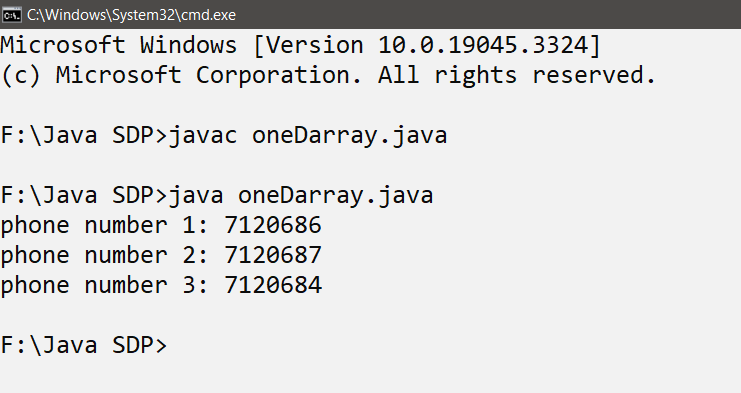 C:\Windows\System32\cmd.exe
Microsoft Windows [Version 10.0.19045.3324]
(c) Microsoft Corporation. All rights reserved.
F:\Java SDP>javac oneDarray.java
F:\Java SDP>java oneDarray.java
phone number 1: 7120686
phone number 2: 7120687
phone number 3: 7120684
F:\Java SDP>